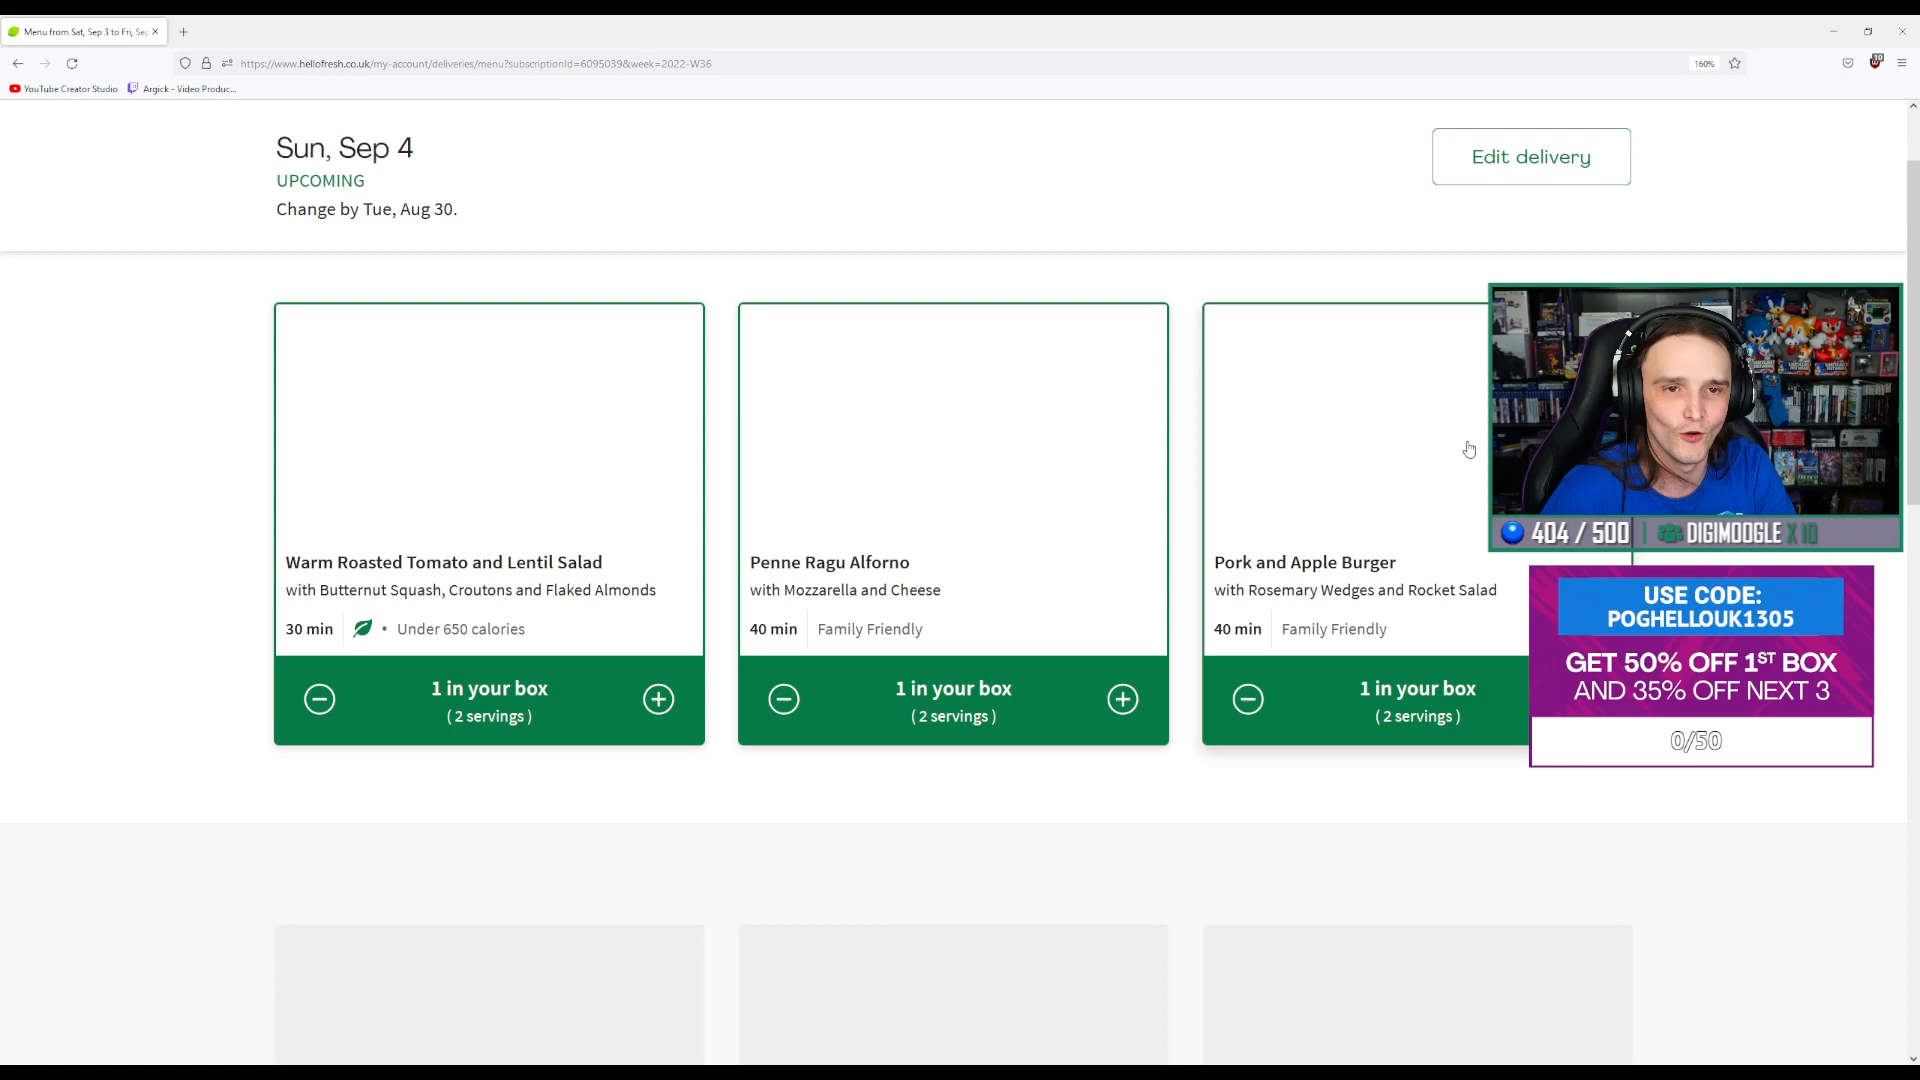 Menu from Sat, Sep 3 to Fri, Sep
https://www.hellofresh.co.uk/my-account/deliveries/menu?subscriptionId=6095039&week=2022-W36
160%
10
YouTube Creator Studio
Argick - Video Produc...
Sun, Sep 4
UPCOMING
Change by Tue, Aug 30.
Edit delivery
Warm Roasted Tomato and Lentil Salad
with Butternut Squash, Croutons and Flaked Almonds
30 min • Under 650 calories
1 in your box
( 2 servings )
Penne Ragu Alforno
with Mozzarella and Cheese
40 min Family Friendly
1 in your box
( 2 servings )
Pork and Apple Burger
with Rosemary Wedges and Rocket Salad
40 min Family Friendly
1 in your box
( 2 servings )
404 / 500
DIGIMOOGLE X 10
USE CODE:
POGHELLOUK1305
GET 50% OFF 1ST BOX
AND 35% OFF NEXT 3
0/50